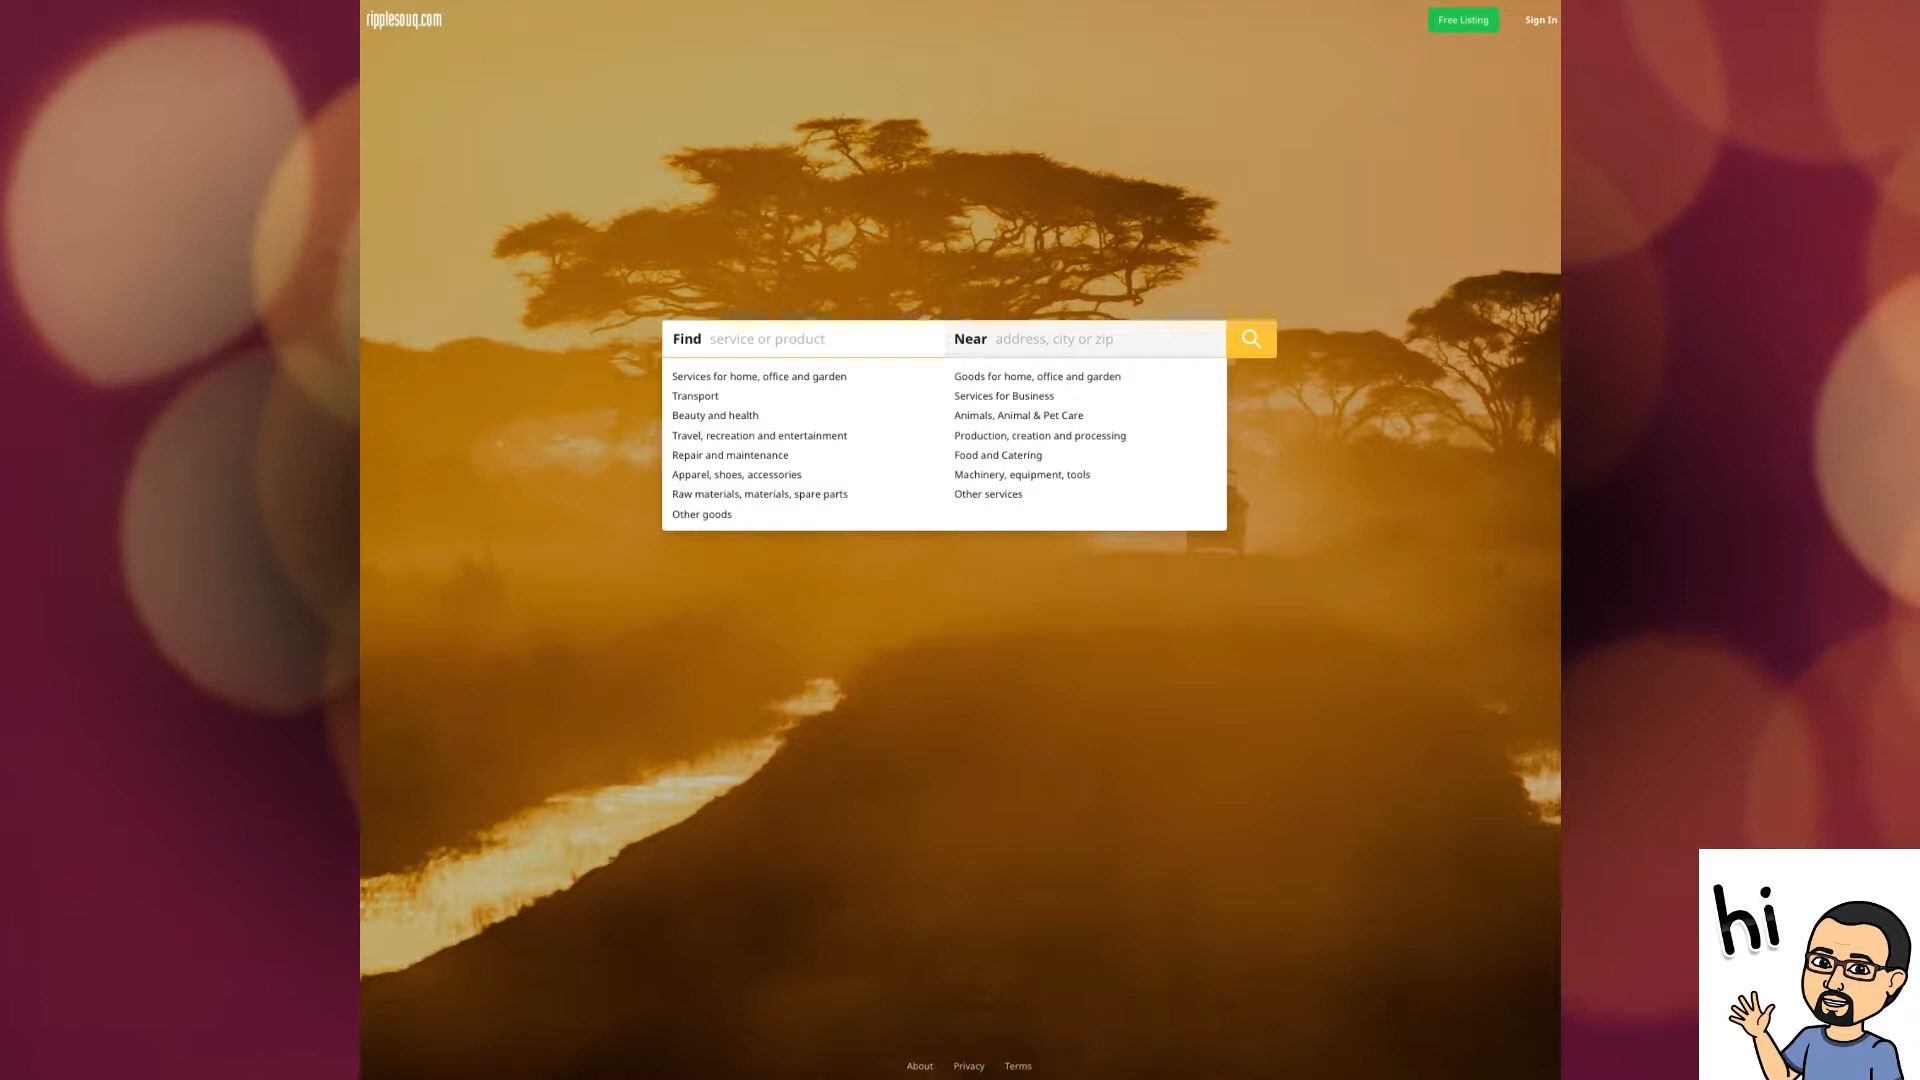 ripplesouq.com
Free Listing
Sign In
Find service or product
Near address, city or zip
Services for home, office and garden
Goods for home, office and garden
Transport
Services for Business
Beauty and health
Animals, Animal & Pet Care
Travel, recreation and entertainment
Production, creation and processing
Repair and maintenance
Food and Catering
Apparel, shoes, accessories
Machinery, equipment, tools
Raw materials, materials, spare parts
Other services
Other goods
hi
About
Privacy
Terms